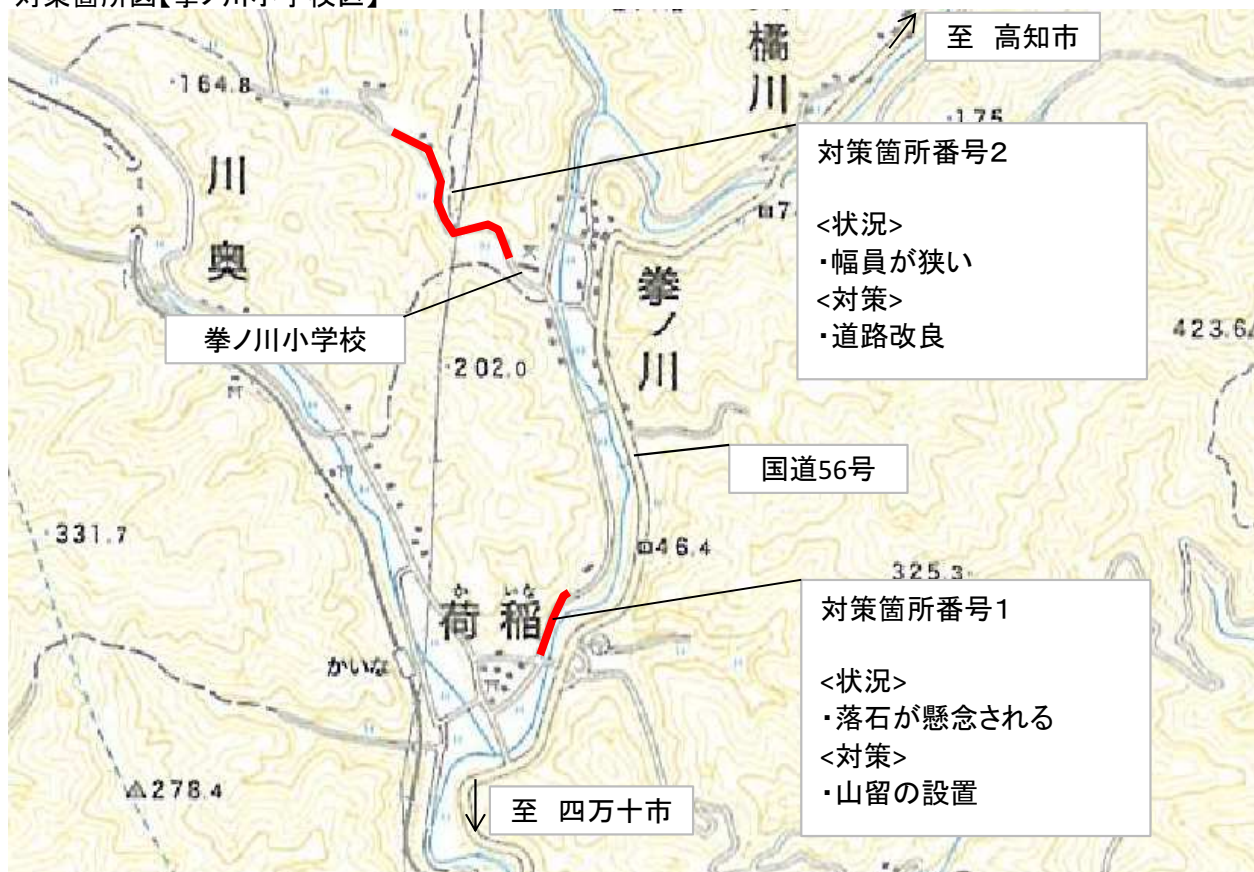 対策箇所図【拳ノ川小学校区】
至 高知市
橘川
・164.8
・175
対策箇所番号2
<状況>
・幅員が狭い
<対策>
・道路改良
川奥
拳ノ川
拳ノ川小学校
423.6
・202.0
国道56号
・331.7
46.4
325.3・
対策箇所番号1
<状況>
・落石が懸念される
<対策>
・山留の設置
か いな
荷稲
かいな
278.4
至 四万十市